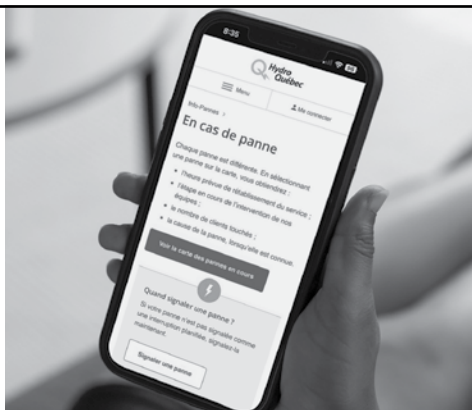 8:35
Hydro
Québec
Menu
Me connecter
Info-Pannes >
En cas de panne
Chaque panne est différente. En sélectionnant
une panne sur la carte, vous obtiendrez :
• l'heure prévue de rétablissement du service ;
• l'étape en cours de l'intervention de nos
équipes ;
• le nombre de clients touchés ;
• la cause de la panne, lorsqu'elle est connue.
Voir la carte des pannes en cours
Quand signaler une panne ?
Si votre panne n'est pas signalée comme
une interruption planifiée, signalez-la
maintenant.
Signaler une panne